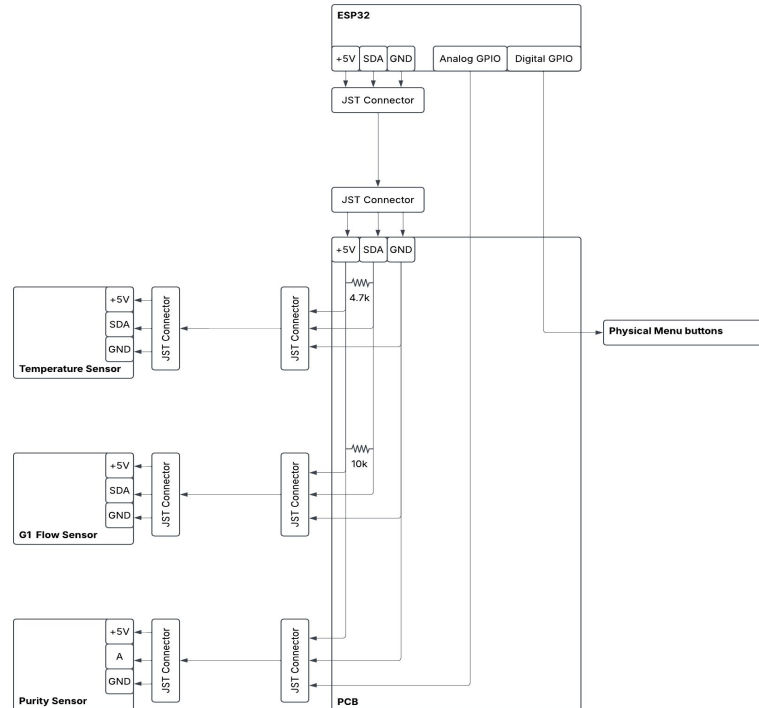 ESP32
+5V SDA GND Analog GPIO Digital GPIO
JST Connector
JST Connector
+5V SDA GND
4.7k
+5V
SDA
GND
JST Connector
JST Connector
Temperature Sensor
Physical Menu buttons
10k
+5V
SDA
GND
JST Connector
JST Connector
G1 Flow Sensor
+5V
A
GND
JST Connector
JST Connector
Purity Sensor
PCB